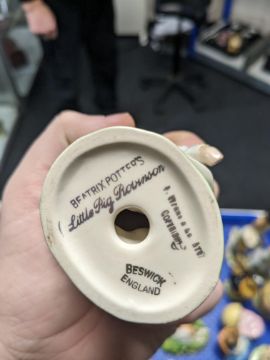 BEATRIX POTTER'S
Little Pig Robinson
F. WARNE & CO. LTD
COPYRIGHT
BESWICK
ENGLAND